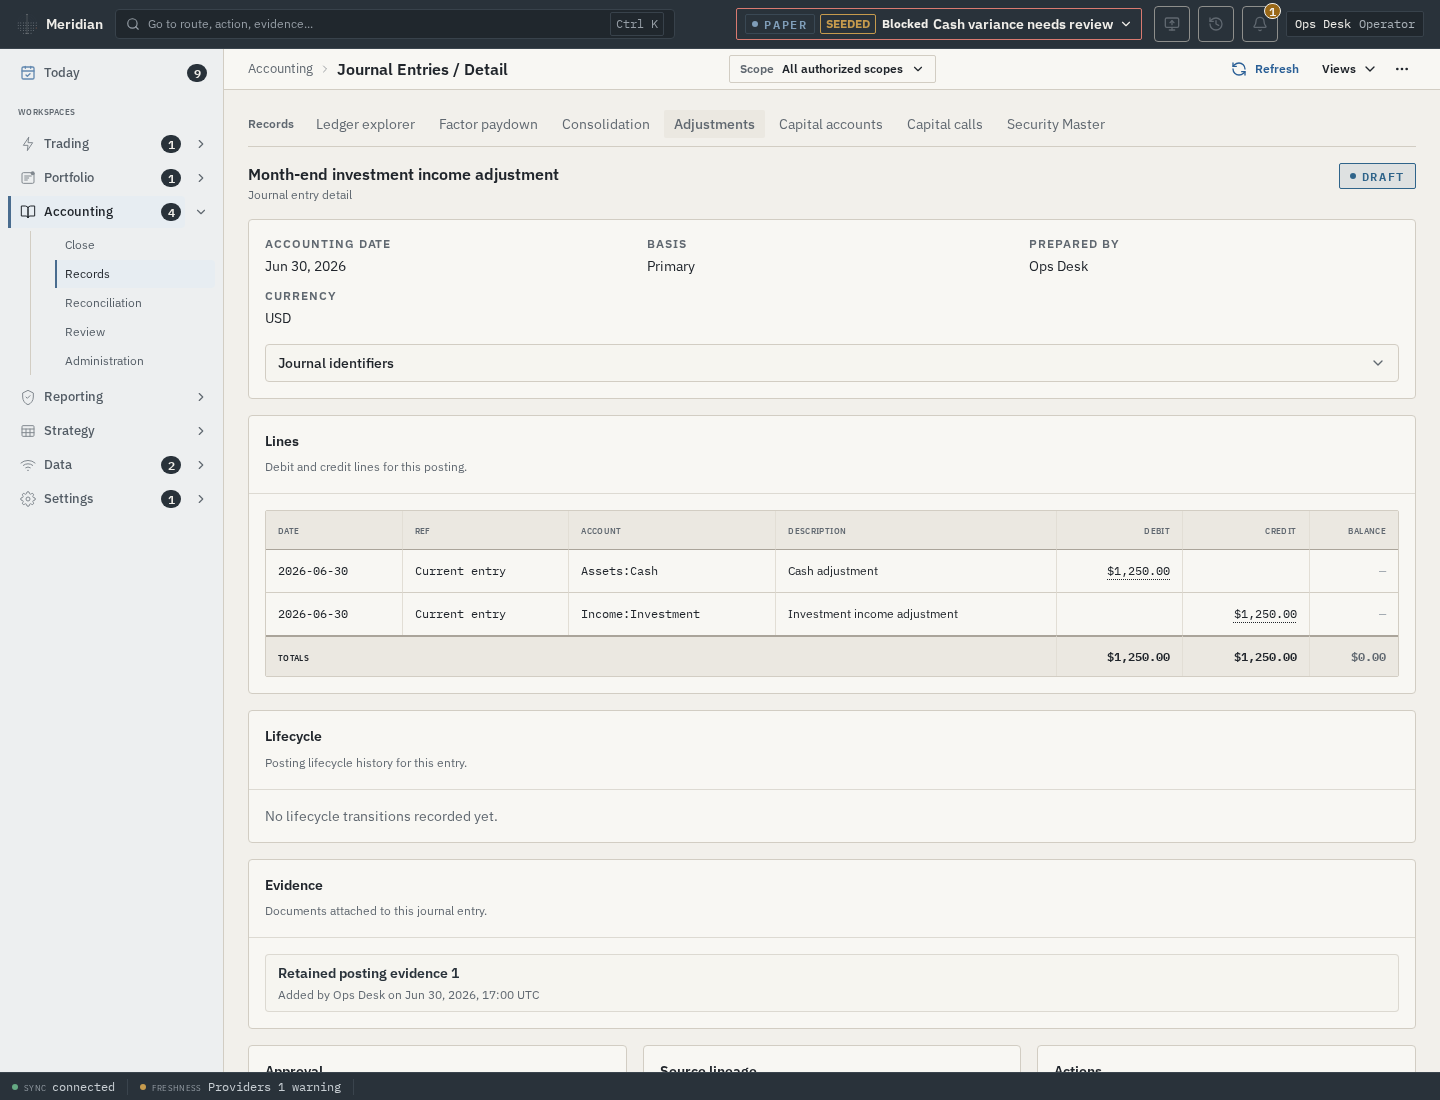 Meridian
Go to route, action, evidence...
Ctrl K
PAPER
SEEDED
Blocked Cash variance needs review
1
Ops Desk Operator
Today
9
WORKSPACES
Trading
1
Portfolio
1
Accounting
4
Close
Records
Reconciliation
Review
Administration
Reporting
Strategy
Data
2
Settings
1
Accounting
Journal Entries / Detail
Scope All authorized scopes
Refresh
Views
Records
Ledger explorer
Factor paydown
Consolidation
Adjustments
Capital accounts
Capital calls
Security Master
Month-end investment income adjustment
Journal entry detail
DRAFT
ACCOUNTING DATE
Jun 30, 2026
BASIS
Primary
PREPARED BY
Ops Desk
CURRENCY
USD
Journal identifiers
Lines
Debit and credit lines for this posting.
DATE REF ACCOUNT DESCRIPTION DEBIT CREDIT BALANCE
2026-06-30 Current entry Assets:Cash Cash adjustment $1,250.00 —
2026-06-30 Current entry Income:Investment Investment income adjustment $1,250.00 —
TOTALS $1,250.00 $1,250.00 $0.00
Lifecycle
Posting lifecycle history for this entry.
No lifecycle transitions recorded yet.
Evidence
Documents attached to this journal entry.
Retained posting evidence 1
Added by Ops Desk on Jun 30, 2026, 17:00 UTC
Approval
Source lineage
Actions
SYNC connected
FRESHNESS Providers 1 warning